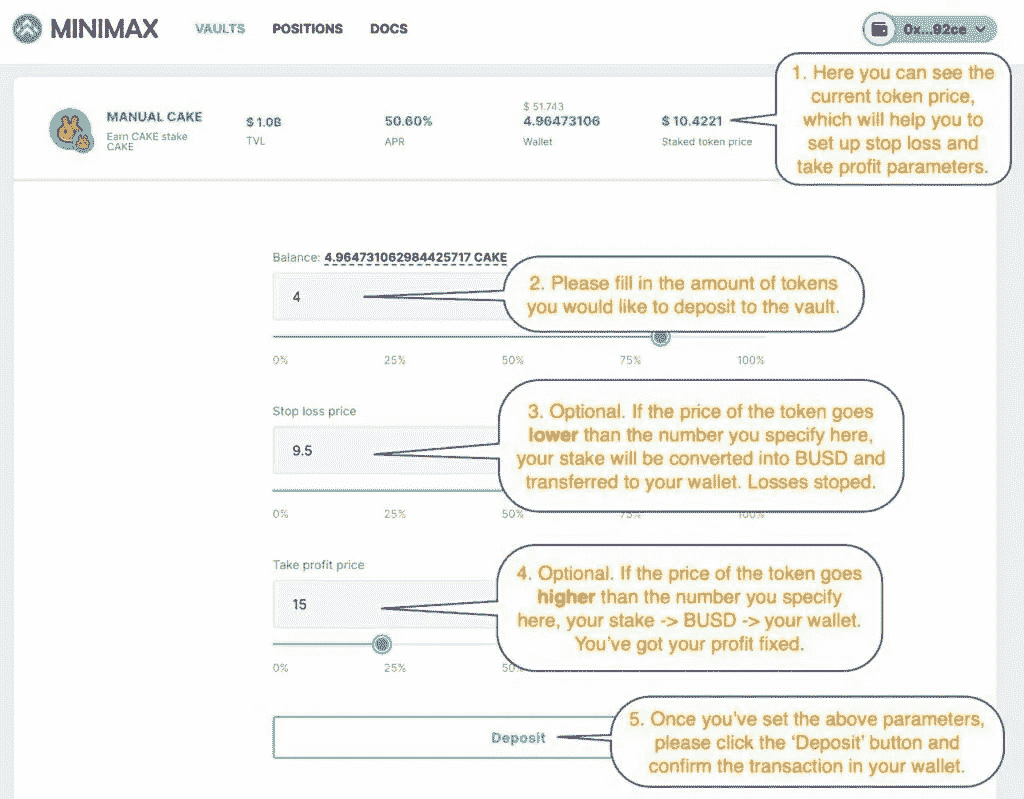 MINIMAX VAULTS POSITIONS DOCS 0x...92ce
1. Here you can see the
current token price,
which will help you to
set up stop loss and
take profit parameters.
MANUAL CAKE
Earn CAKE stake
CAKE
$ 1.0B
TVL
50.60%
APR
$ 51.743
4.96473106
Wallet
$ 10.4221
Staked token price
Balance: 4.964731062984425717 CAKE
4
2. Please fill in the amount of tokens
you would like to deposit to the vault.
0% 25% 50% 75% 100%
Stop loss price
9.5
3. Optional. If the price of the token goes
lower than the number you specify here,
your stake will be converted into BUSD and
transferred to your wallet. Losses stoped.
0% 25% 50% 75% 100%
Take profit price
15
4. Optional. If the price of the token goes
higher than the number you specify
here, your stake -> BUSD -> your wallet.
You've got your profit fixed.
0% 25% 50%
Deposit
5. Once you've set the above parameters,
please click the 'Deposit' button and
confirm the transaction in your wallet.